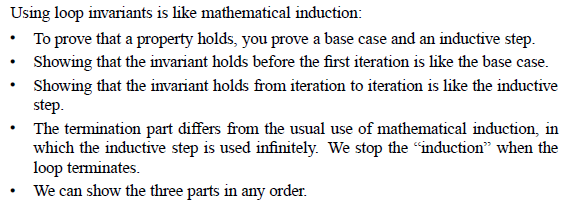 Using loop invariants is like mathematical induction:
• To prove that a property holds, you prove a base case and an inductive step.
• Showing that the invariant holds before the first iteration is like the base case.
• Showing that the invariant holds from iteration to iteration is like the inductive
step.
• The termination part differs from the usual use of mathematical induction, in
which the inductive step is used infinitely. We stop the “induction” when the
loop terminates.
• We can show the three parts in any order.